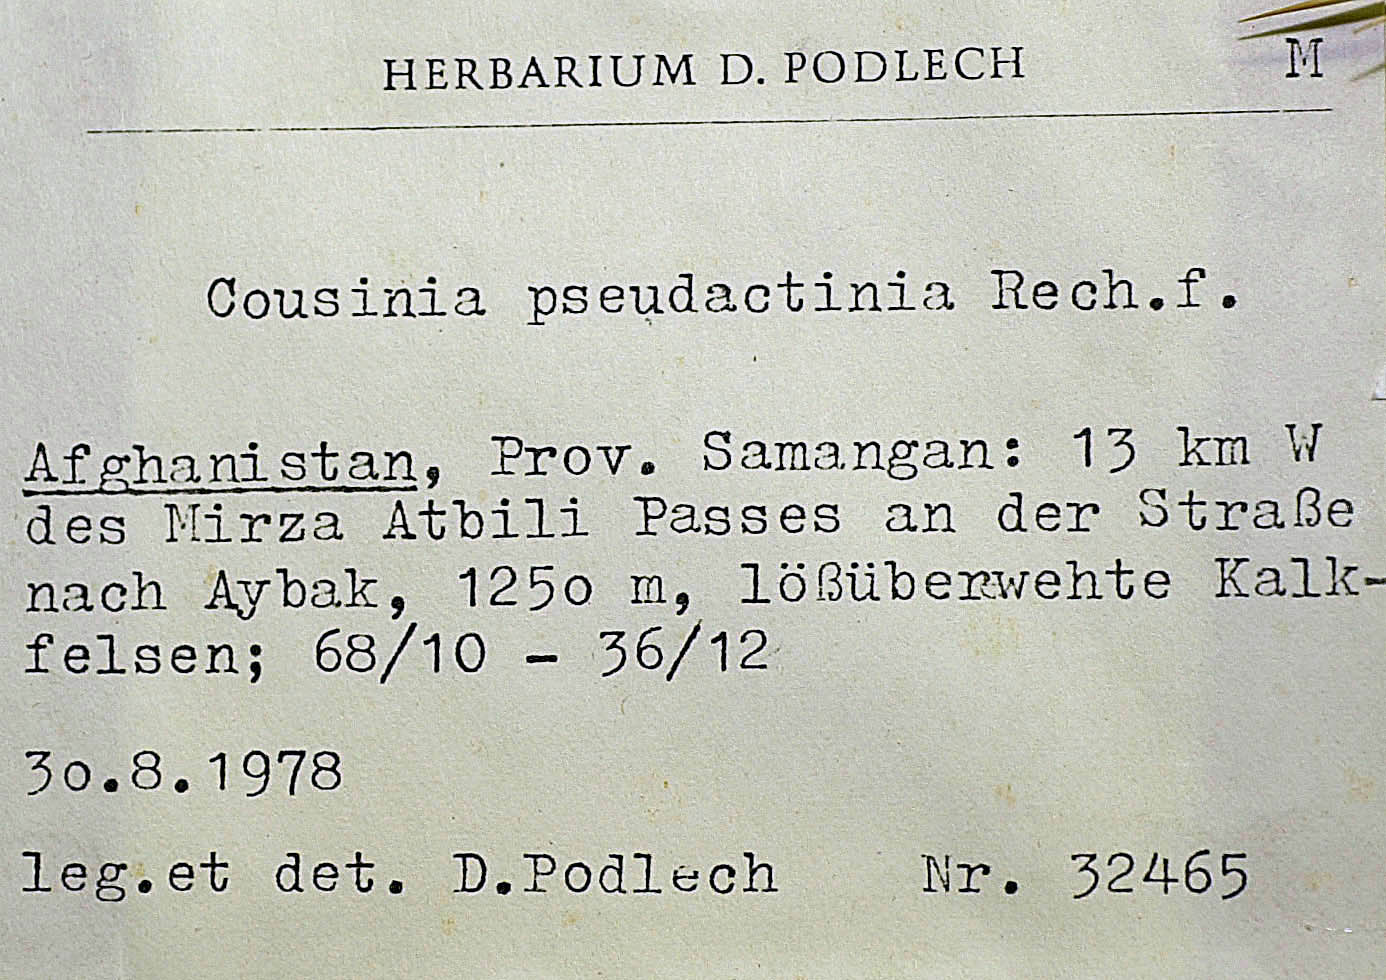 HERBARIUM D. PODLECH M
Cousinia pseudactinia Rech.f.
Afghanistan, Prov. Samangan: 13 km W
des Mirza Atbili Passes an der Straße
nach Aybak, 125o m, lößüberwehte Kalk-
felsen; 68/10 - 36/12
3o.8.1978
leg.et det. D.Podlech Nr. 32465